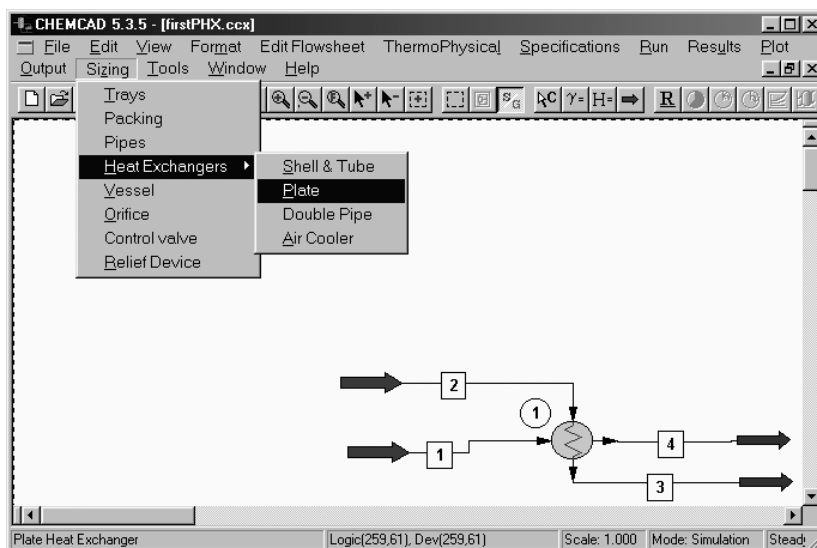 CHEMCAD 5.3.5 - [firstPHX.ccx]
File Edit View Format Edit Flowsheet ThermoPhysical Specifications Run Results Plot
Output Sizing Tools Window Help
S G C γ= H= R
Trays
Packing
Pipes
Heat Exchangers
Vessel
Orifice
Control valve
Relief Device
Shell & Tube
Plate
Double Pipe
Air Cooler
2
1
1
4
3
Plate Heat Exchanger Logic(259,61), Dev(259,61) Scale: 1.000 Mode: Simulation Stead